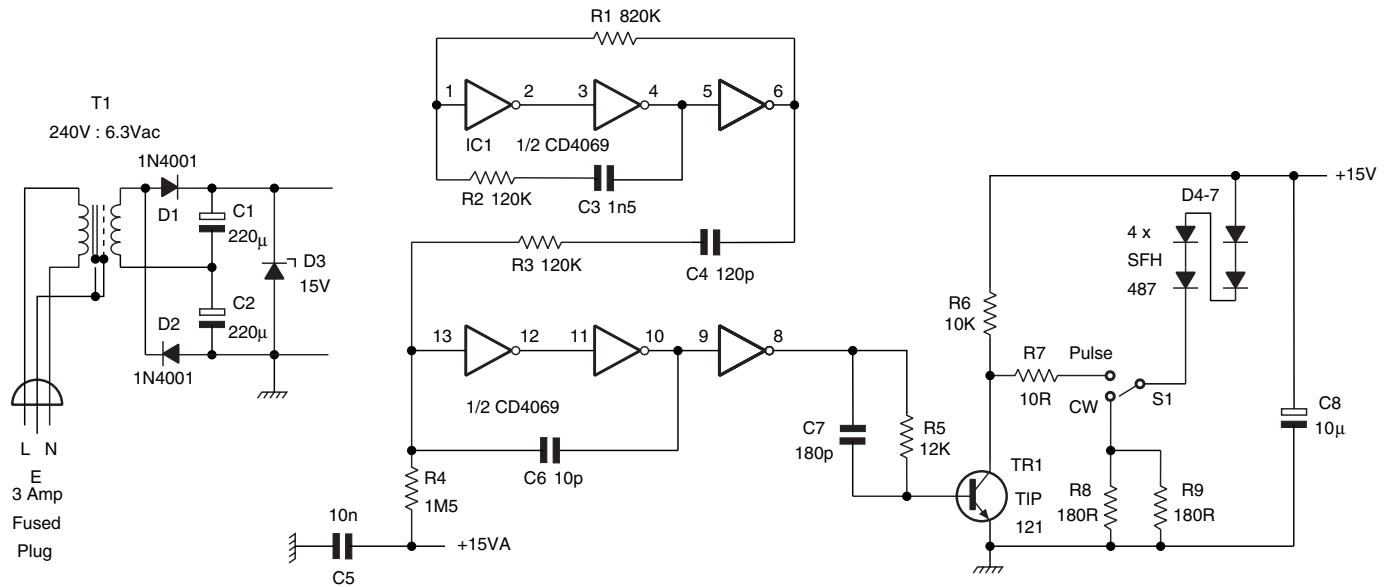 R1 820K
1
2
3
4
5
6
IC1
1/2 CD4069
R2 120K
C3 1n5
T1
240V : 6.3Vac
1N4001
D1
C1
220µ
D3
15V
C2
220µ
D2
1N4001
L
N
E
3 Amp
Fused
Plug
R3 120K
C4 120p
13
12
11
10
9
8
1/2 CD4069
C6 10p
R4
1M5
10n
C5
+15VA
C7
180p
R5
12K
R6
10K
R7
10R
Pulse
CW
S1
TR1
TIP
121
R8
180R
R9
180R
D4-7
4 x
SFH
487
+15V
C8
10µ